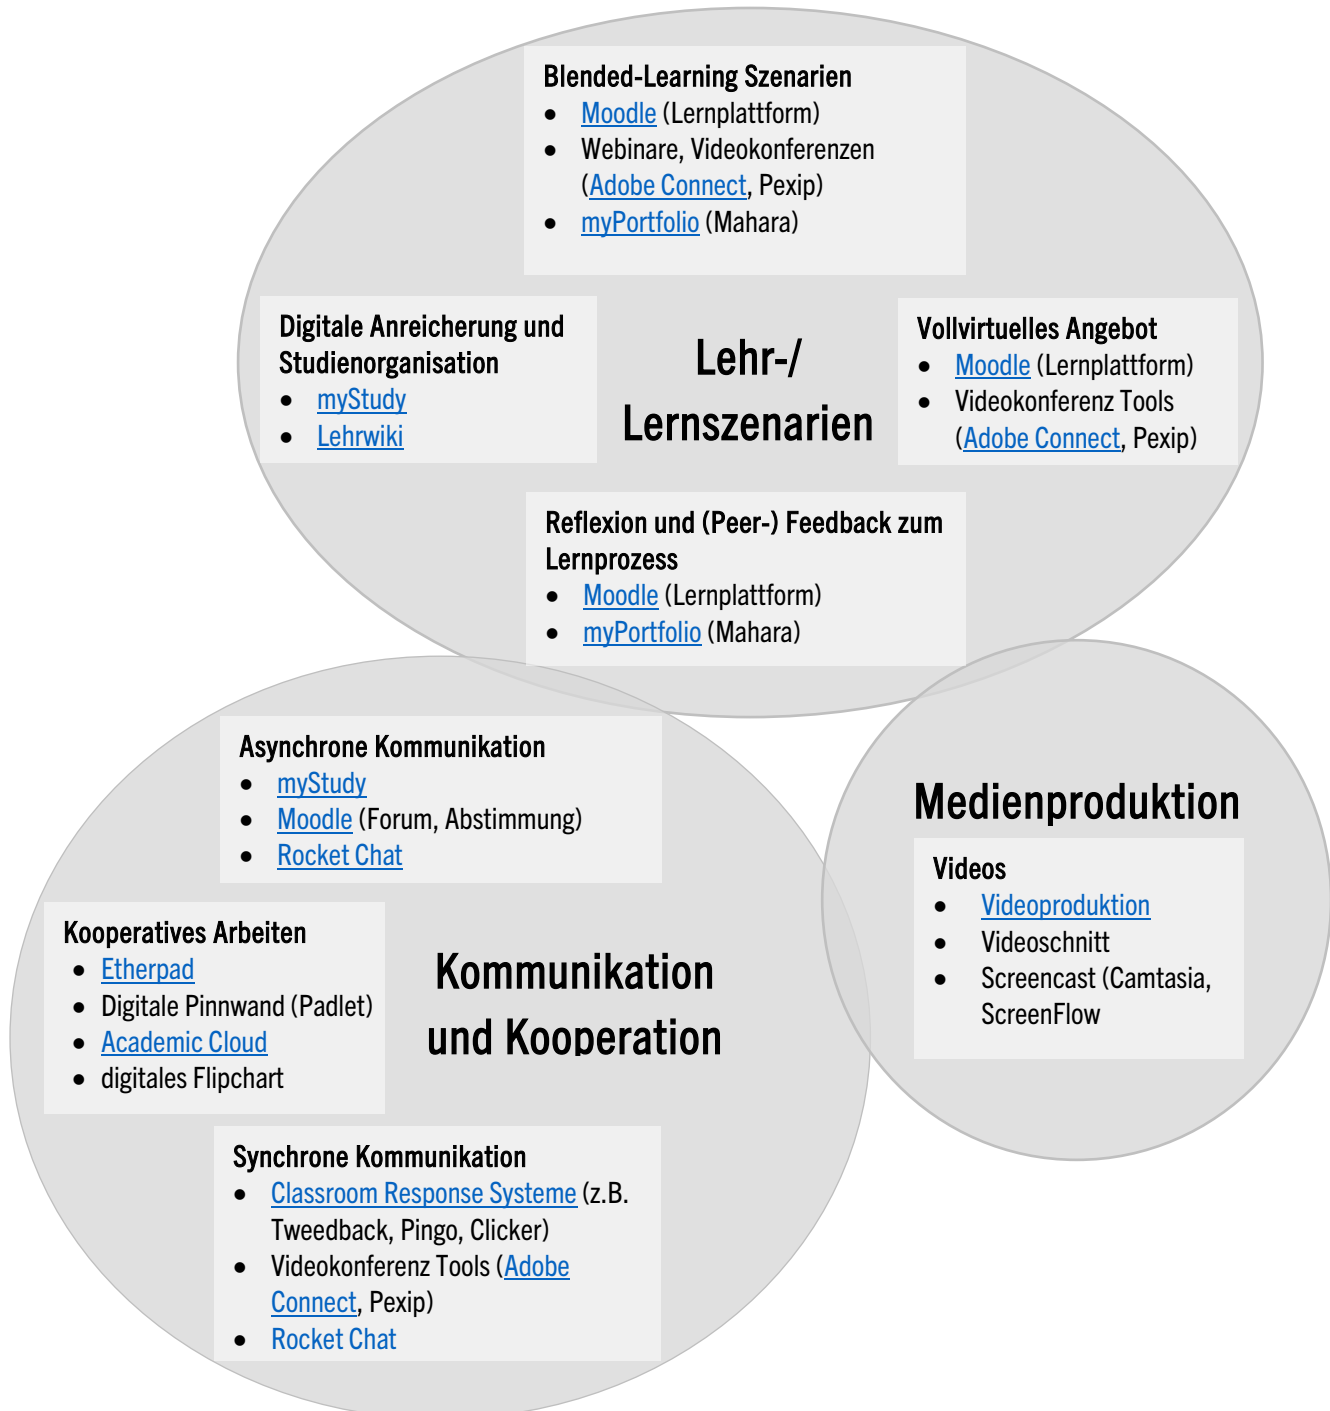 Blended-Learning Szenarien
• Moodle (Lernplattform)
• Webinare, Videokonferenzen
(Adobe Connect, Pexip)
• myPortfolio (Mahara)
Digitale Anreicherung und
Studienorganisation
• myStudy
• Lehrwiki
Lehr-/
Lernszenarien
Vollvirtuelles Angebot
• Moodle (Lernplattform)
• Videokonferenz Tools
(Adobe Connect, Pexip)
Reflexion und (Peer-) Feedback zum
Lernprozess
• Moodle (Lernplattform)
• myPortfolio (Mahara)
Asynchrone Kommunikation
• myStudy
• Moodle (Forum, Abstimmung)
• Rocket Chat
Kooperatives Arbeiten
• Etherpad
• Digitale Pinnwand (Padlet)
• Academic Cloud
• digitales Flipchart
Kommunikation
und Kooperation
Synchrone Kommunikation
• Classroom Response Systeme (z.B.
Tweedback, Pingo, Clicker)
• Videokonferenz Tools (Adobe
Connect, Pexip)
• Rocket Chat
Medienproduktion
Videos
• Videoproduktion
• Videoschnitt
• Screencast (Camtasia,
ScreenFlow